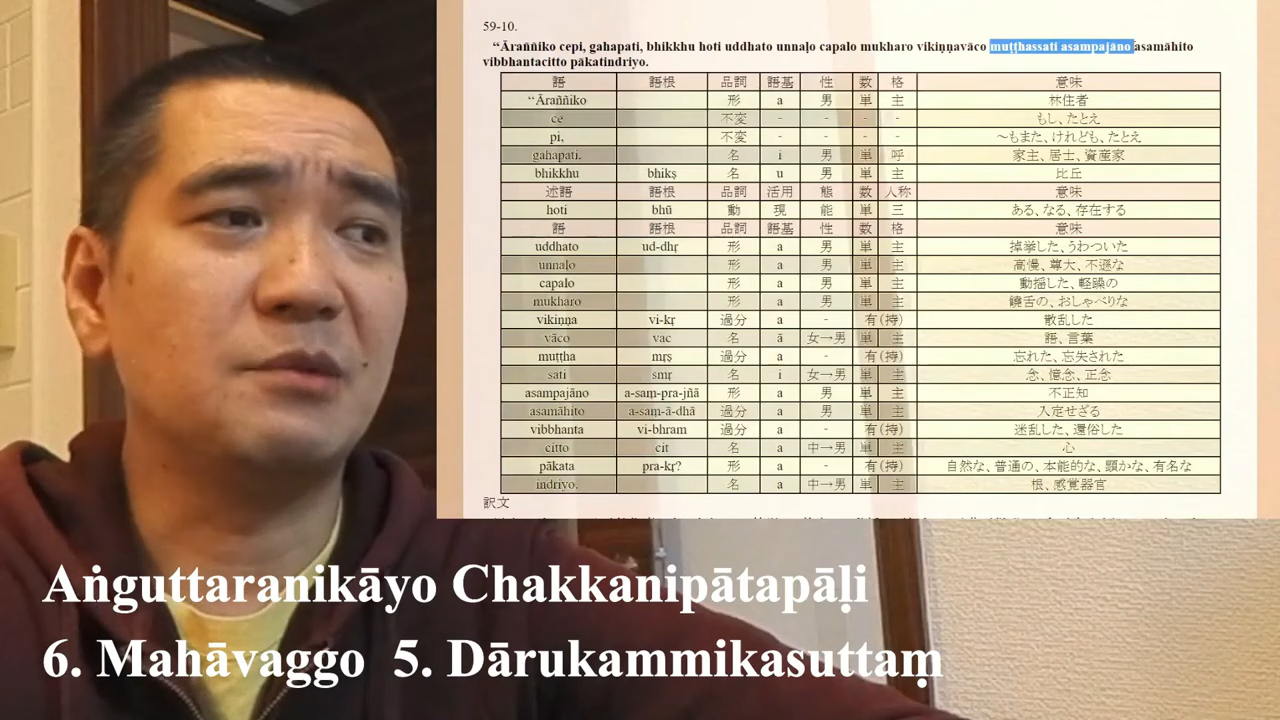 59-10.
“Āraññiko cepi, gahapati, bhikkhu hoti uddhato unnaḷo capalo mukharo vikiṇṇavāco muṭṭhassati asampajāno asamāhito
vibbhantacitto pākatindriyo.
語 語根 品詞 語基 性 数 格 意味
“Āraññiko 形 a 男 単 主 林住者
ce 不変 - - - - もし、たとえ
pi, 不変 - - - - ～もまた、けれども、たとえ
gahapati, 名 i 男 単 呼 家主、居士、資産家
bhikkhu bhikṣ 名 u 男 単 主 比丘
述語 語根 品詞 活用 態 数 人称 意味
hoti bhū 動 現 能 単 三 ある、なる、存在する
語 語根 品詞 語基 性 数 格 意味
uddhato ud-dhṛ 形 a 男 単 主 掉挙した、うわついた
unnaḷo 形 a 男 単 主 高慢、尊大、不遜な
capalo 形 a 男 単 主 動揺した、軽躁の
mukharo 形 a 男 単 主 饒舌の、おしゃべりな
vikiṇṇa vi-kṛ 過分 a - 有(持) 散乱した
vāco vac 名 ā 女→男 単 主 語、言葉
muṭṭha mṛṣ 過分 a - 有(持) 忘れた、忘失された
sati smṛ 名 i 女→男 単 主 念、憶念、正念
asampajāno a-saṃ-pra-jñā 形 a 男 単 主 不正知
asamāhito a-saṃ-ā-dhā 過分 a 男 単 主 入定せざる
vibbhanta vi-bhram 過分 a - 有(持) 迷乱した、還俗した
citto cit 名 a 中→男 単 主 心
pākata pra-kṛ? 形 a - 有(持) 自然な、普通の、本能的な、顕かな、有名な
indriyo. 名 a 中→男 単 主 根、感覚器官
訳文
Aṅguttaranikāyo Chakkanipātapāḷi
6. Mahāvaggo 5. Dārukammikasuttaṃ